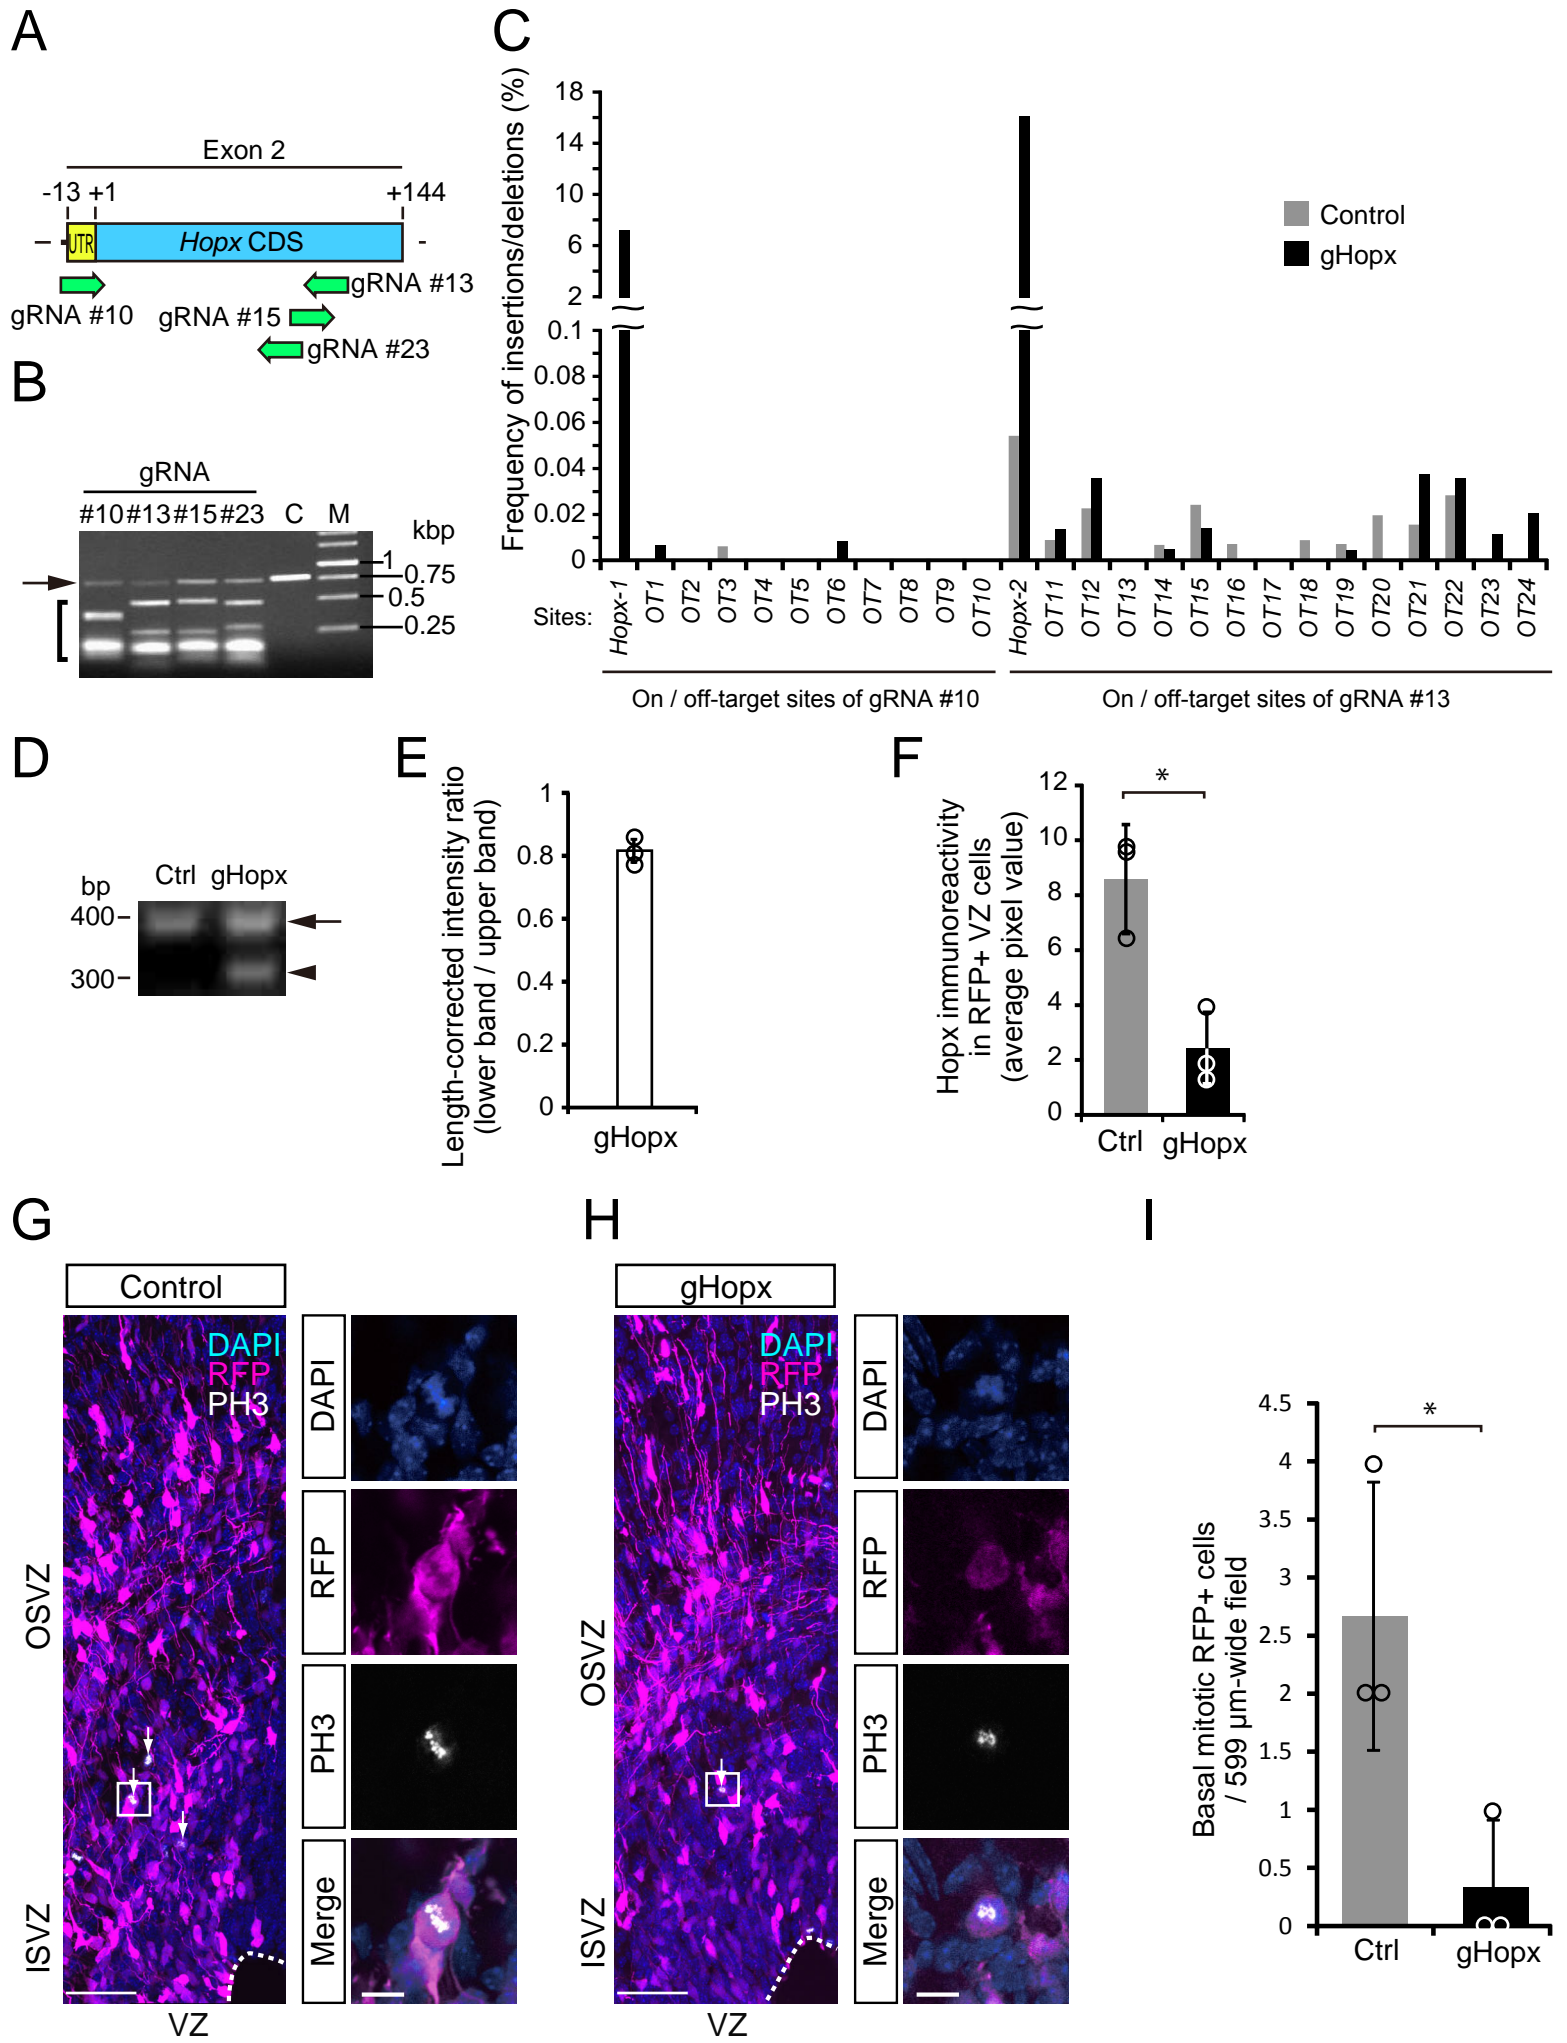 A
Exon 2
-13 +1 +144
UTR Hopx CDS
gRNA #13
gRNA #10 gRNA #15
gRNA #23
B
gRNA
#10 #13 #15 #23 C M
kbp
1
0.75
0.5
0.25
C
Frequency of insertions/deletions (%)
18
14
10
6
2
0.1
0.08
0.06
0.04
0.02
0
Control
gHopx
Sites:
Hopx-1
OT1
OT2
OT3
OT4
OT5
OT6
OT7
OT8
OT9
OT10
Hopx-2
OT11
OT12
OT13
OT14
OT15
OT16
OT17
OT18
OT19
OT20
OT21
OT22
OT23
OT24
On / off-target sites of gRNA #10
On / off-target sites of gRNA #13
D
Ctrl gHopx
bp
400
300
E
Length-corrected intensity ratio
(lower band / upper band)
1
0.8
0.6
0.4
0.2
0
gHopx
F
Hopx immunoreactivity
in RFP+ VZ cells
(average pixel value)
12
10
8
6
4
2
0
*
Ctrl gHopx
G
Control
DAPI
RFP
PH3
OSVZ
ISVZ
VZ
DAPI
RFP
PH3
Merge
H
gHopx
DAPI
RFP
PH3
OSVZ
ISVZ
VZ
DAPI
RFP
PH3
Merge
I
Basal mitotic RFP+ cells
/ 599 µm-wide field
4.5
4
3.5
3
2.5
2
1.5
1
0.5
0
*
Ctrl gHopx